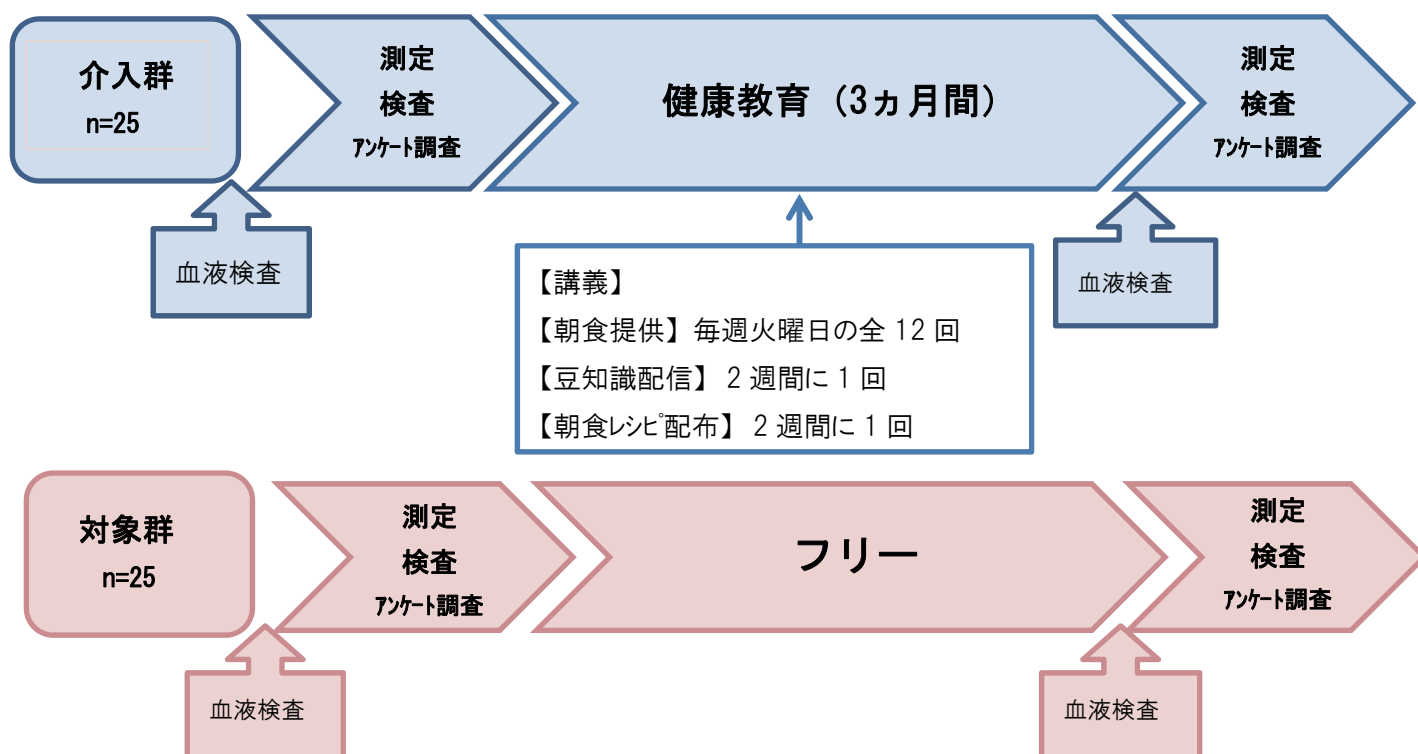 介入群
n=25
測定
検査
アンケート調査
健康教育（3ヵ月間）
測定
検査
アンケート調査
血液検査
【講義】
【朝食提供】毎週火曜日の全 12 回
【豆知識配信】 2 週間に 1 回
【朝食レシピ配布】 2 週間に 1 回
血液検査
対象群
n=25
測定
検査
アンケート調査
フリー
測定
検査
アンケート調査
血液検査
血液検査